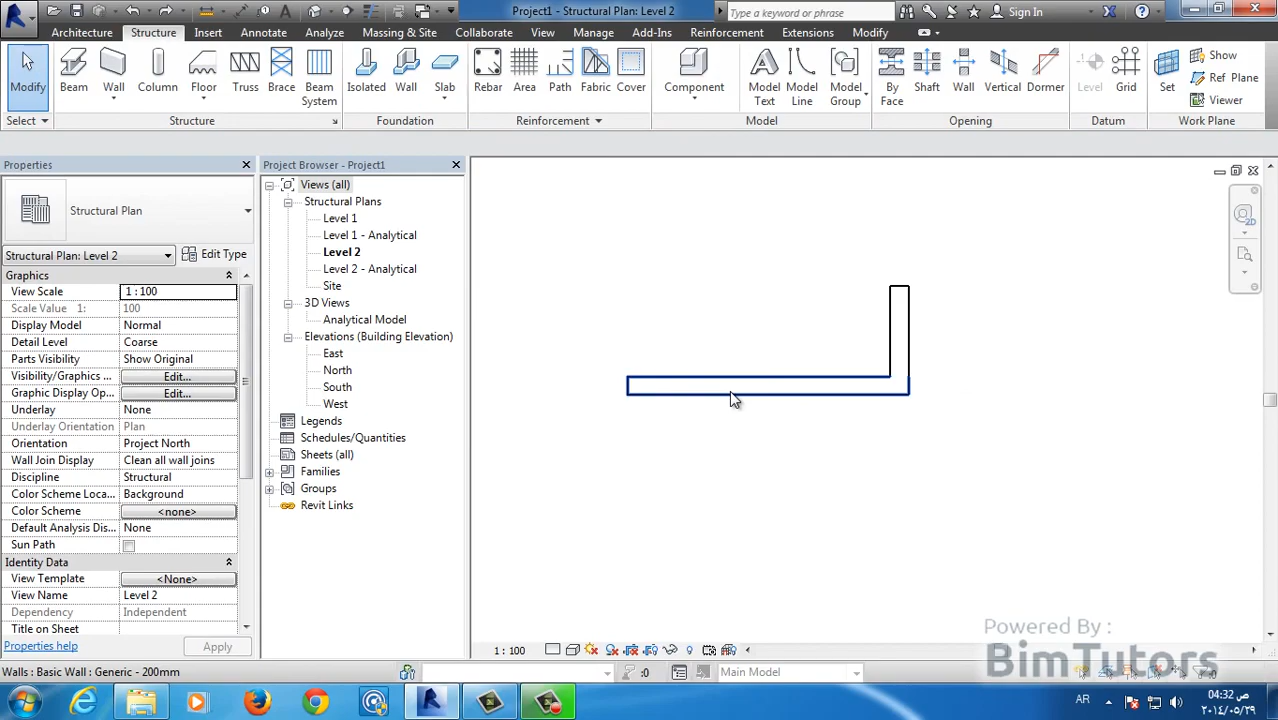 Project1 - Structural Plan: Level 2
Type a keyword or phrase
Sign In
Architecture Structure Insert Annotate Analyze Massing & Site Collaborate View Manage Add-Ins Reinforcement Extensions Modify
Modify Beam Wall Column Floor Truss Brace Beam System Isolated Wall Slab Rebar Area Path Fabric Cover Component Model Text Model Line Model Group By Face Shaft Wall Vertical Dormer Level Grid Set Show Ref Plane Viewer
Select Structure Foundation Reinforcement Model Opening Datum Work Plane
Properties
Structural Plan
Structural Plan: Level 2 Edit Type
Graphics
View Scale 1 : 100
Scale Value 1: 100
Display Model Normal
Detail Level Coarse
Parts Visibility Show Original
Visibility/Graphics ... Edit...
Graphic Display Op... Edit...
Underlay None
Underlay Orientation Plan
Orientation Project North
Wall Join Display Clean all wall joins
Discipline Structural
Color Scheme Loca... Background
Color Scheme <none>
Default Analysis Dis... None
Sun Path
Identity Data
View Template <None>
View Name Level 2
Dependency Independent
Title on Sheet
Properties help Apply
Project Browser - Project1
Views (all)
Structural Plans
Level 1
Level 1 - Analytical
Level 2
Level 2 - Analytical
Site
3D Views
Analytical Model
Elevations (Building Elevation)
East
North
South
West
Legends
Schedules/Quantities
Sheets (all)
Families
Groups
Revit Links
2D
1 : 100
Powered By :
BimTutors
Walls : Basic Wall : Generic - 200mm
:0
Main Model
:0
AR
04:32 ص
٢٠١٤/٠٥/٢٩